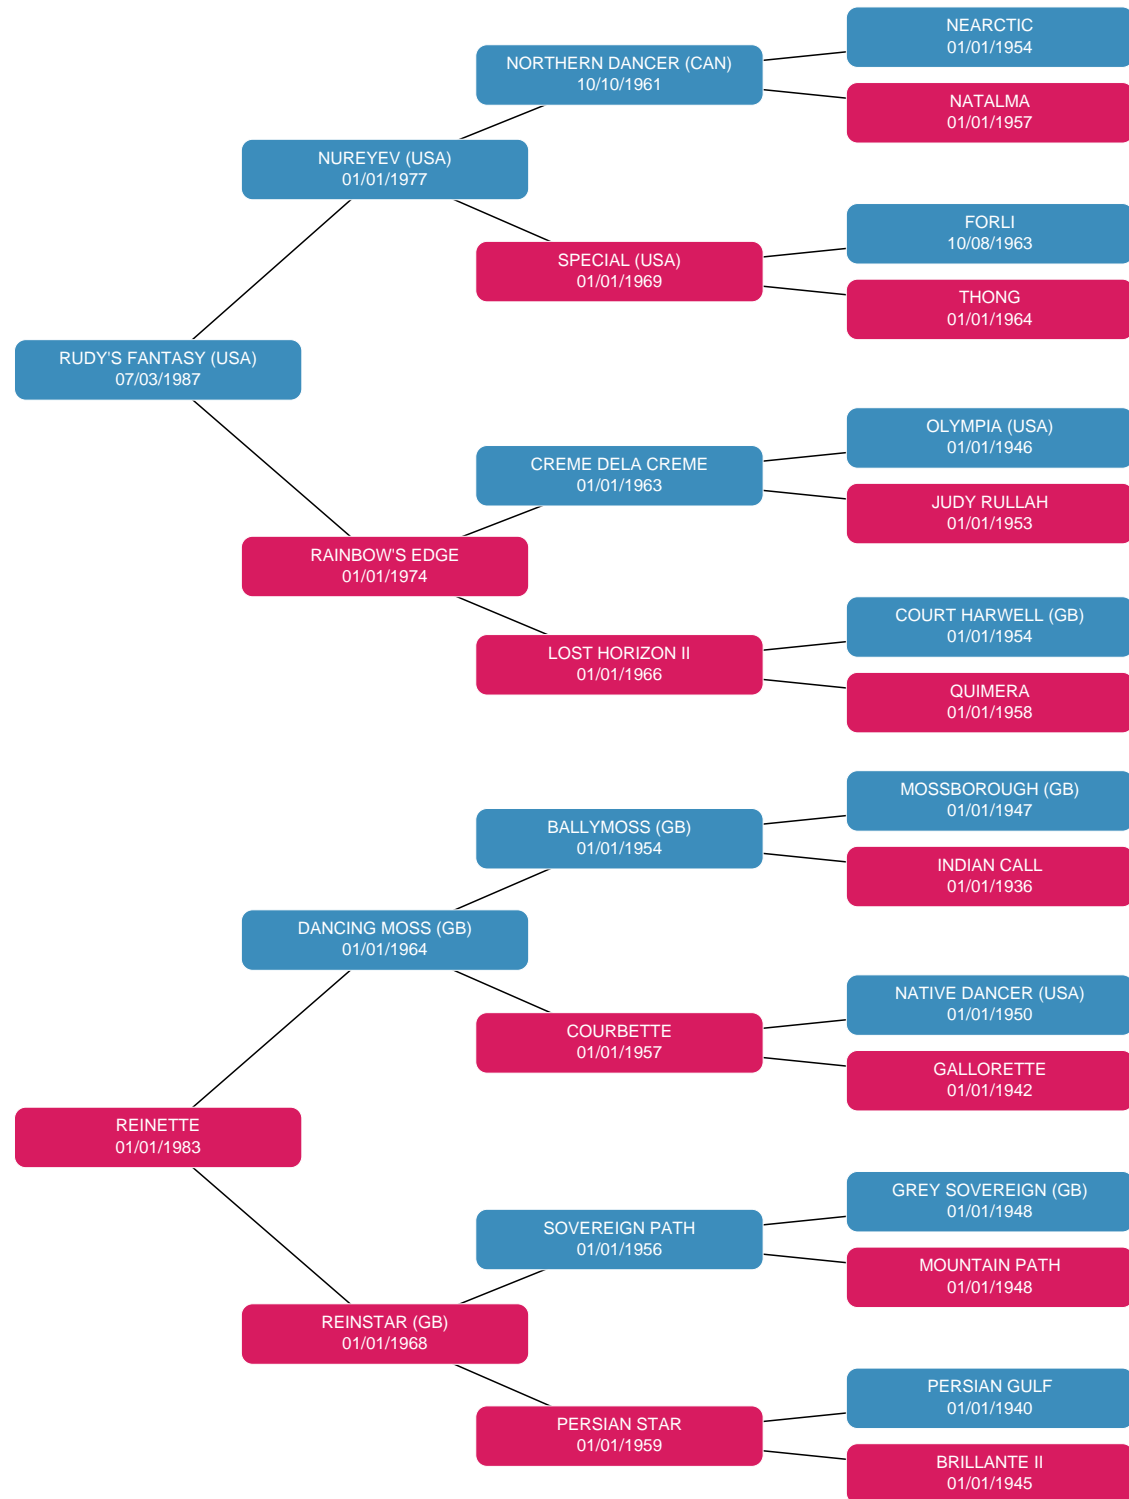 NEARCTIC
01/01/1954
NORTHERN DANCER (CAN)
10/10/1961
NATALMA
01/01/1957
NUREYEV (USA)
01/01/1977
FORLI
10/08/1963
SPECIAL (USA)
01/01/1969
THONG
01/01/1964
RUDY'S FANTASY (USA)
07/03/1987
OLYMPIA (USA)
01/01/1946
CREME DELA CREME
01/01/1963
JUDY RULLAH
01/01/1953
RAINBOW'S EDGE
01/01/1974
COURT HARWELL (GB)
01/01/1954
LOST HORIZON II
01/01/1966
QUIMERA
01/01/1958
MOSSBOROUGH (GB)
01/01/1947
BALLYMOSS (GB)
01/01/1954
INDIAN CALL
01/01/1936
DANCING MOSS (GB)
01/01/1964
NATIVE DANCER (USA)
01/01/1950
COURBETTE
01/01/1957
GALLORETTE
01/01/1942
REINETTE
01/01/1983
GREY SOVEREIGN (GB)
01/01/1948
SOVEREIGN PATH
01/01/1956
MOUNTAIN PATH
01/01/1948
REINSTAR (GB)
01/01/1968
PERSIAN GULF
01/01/1940
PERSIAN STAR
01/01/1959
BRILLANTE II
01/01/1945